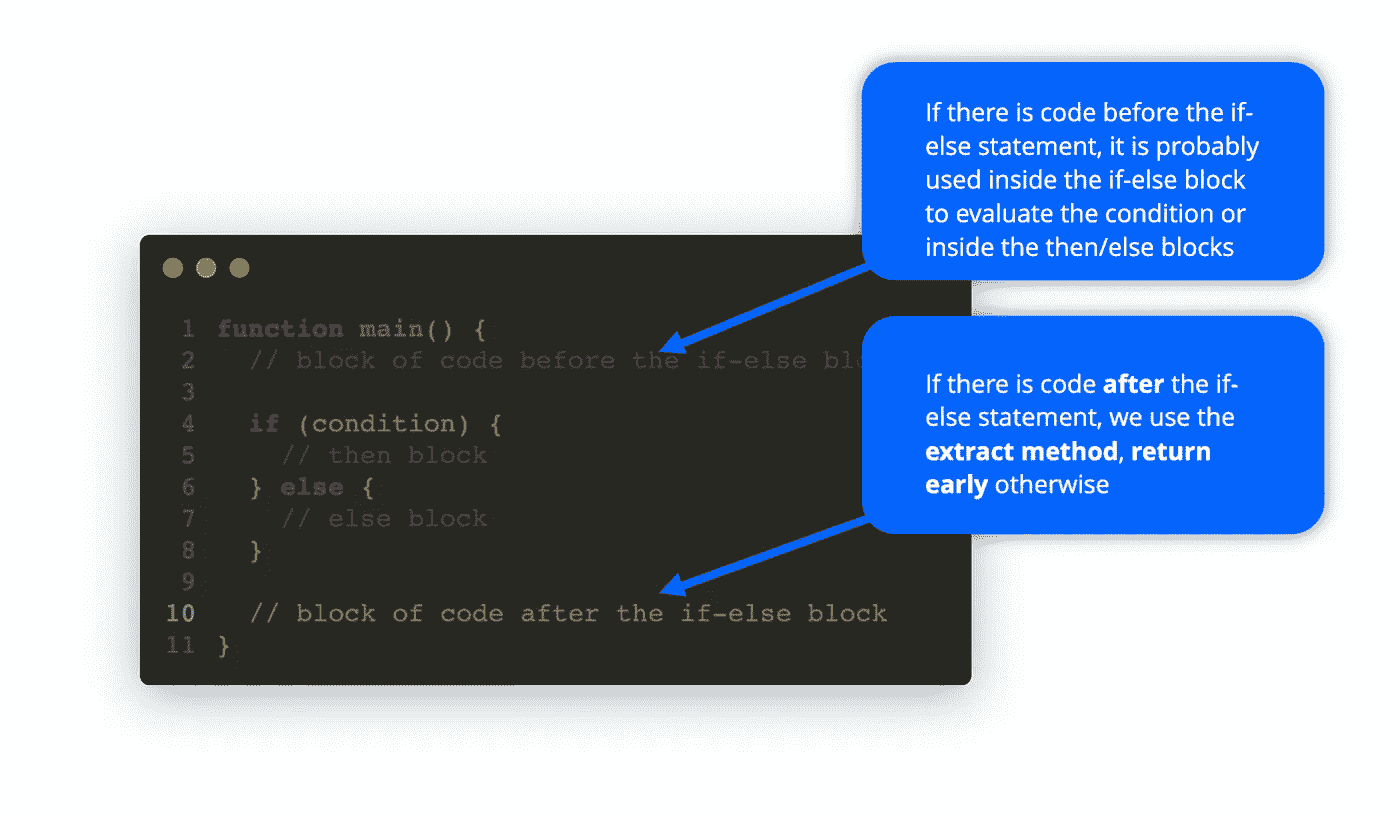 If there is code before the if-
else statement, it is probably
used inside the if-else block
to evaluate the condition or
inside the then/else blocks
If there is code after the if-
else statement, we use the
extract method, return
early otherwise
1 function main() {
2 // block of code before the if-else blo
3
4 if (condition) {
5 // then block
6 } else {
7 // else block
8 }
9
10 // block of code after the if-else block
11 }